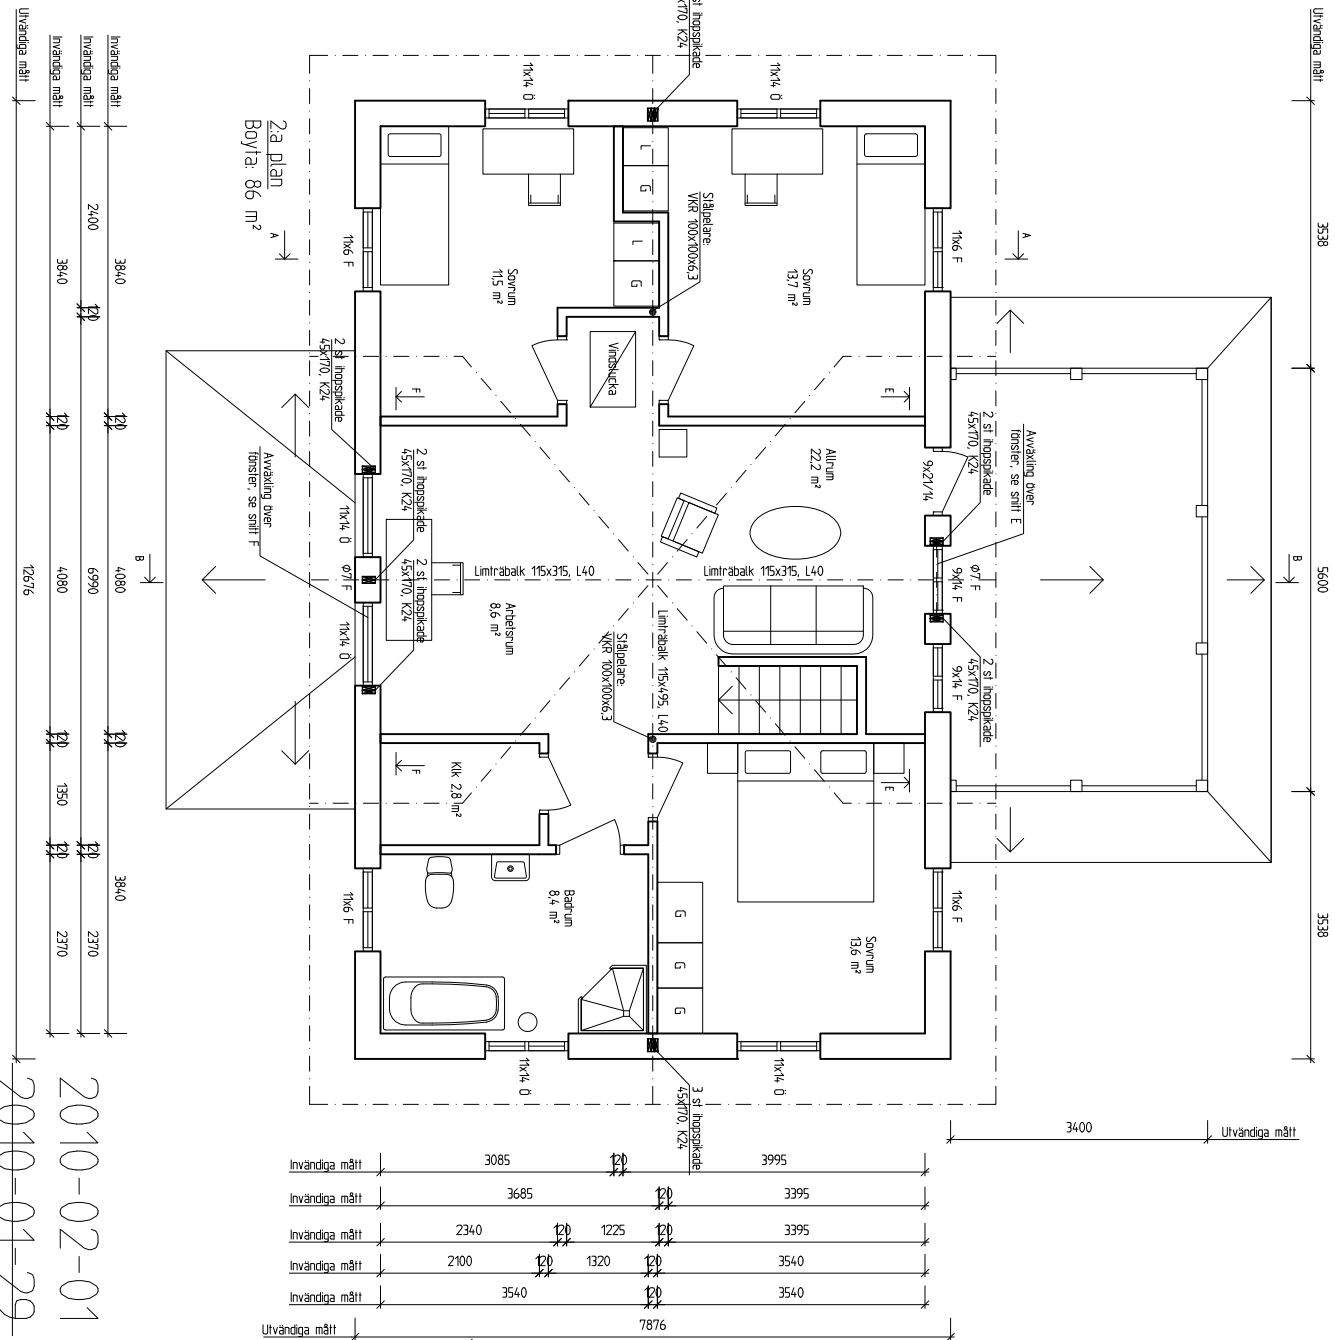 2:a plan
Boyta: 86 m²
Utvändiga mått
3538
5600
3538
3400
Utvändiga mått
st ihopspikade
x170, K24
11x14 Ö
11x14 Ö
11x6 F
11x6 F
A
A
L
G
L
G
Stålpelare:
VKR 100x100x6,3
Sovrum
11,5 m²
Sovrum
13,7 m²
Vindslucka
F
E
2 st ihopspikade
45x170, K24
2 st ihopspikade
45x170, K24
9x21/14
Avväxling över
fönster, se snitt E
Allrum
22,2 m²
Avväxling över
fönster, se snitt F
11x14 Ö
2 st ihopspikade
45x170, K24
Ø7 F
2 st ihopspikade
45x170, K24
11x14 Ö
B
B
Limträbalk 115x315, L40
Limträbalk 115x315, L40
Ø7 F
9x14 F
Arbetsrum
8,6 m²
Limträbalk 115x495, L40
Stålpelare:
VKR 100x100x6,3
2 st ihopspikade
45x170, K24
9x14 F
F
E
Klk 2,8 m²
11x6 F
11x6 F
Badrum
8,4 m²
G
G
G
Sovrum
13,6 m²
11x14 Ö
11x14 Ö
3 st ihopspikade
45x170, K24
Invändiga mått
3840
120
4080
120
3840
Invändiga mått
2400
120
6990
120
2370
Invändiga mått
3840
120
4080
120
1350
120
2370
Utvändiga mått
12676
Invändiga mått
3085
120
3995
Invändiga mått
3685
120
3395
Invändiga mått
2340
120
1225
120
3395
Invändiga mått
2100
120
1320
120
3540
Invändiga mått
3540
120
3540
Utvändiga mått
7876
2010-02-01
2010-01-29